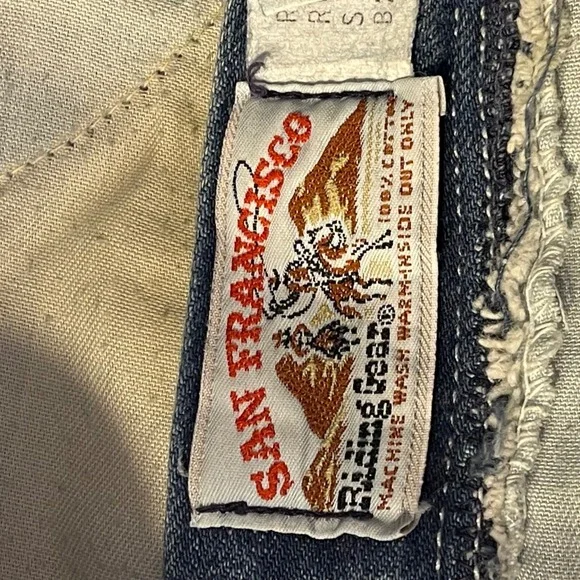 SAN FRANCISCO
Riding Gear®
100% COTTON
MACHINE WASH WARM-INSIDE OUT ONLY